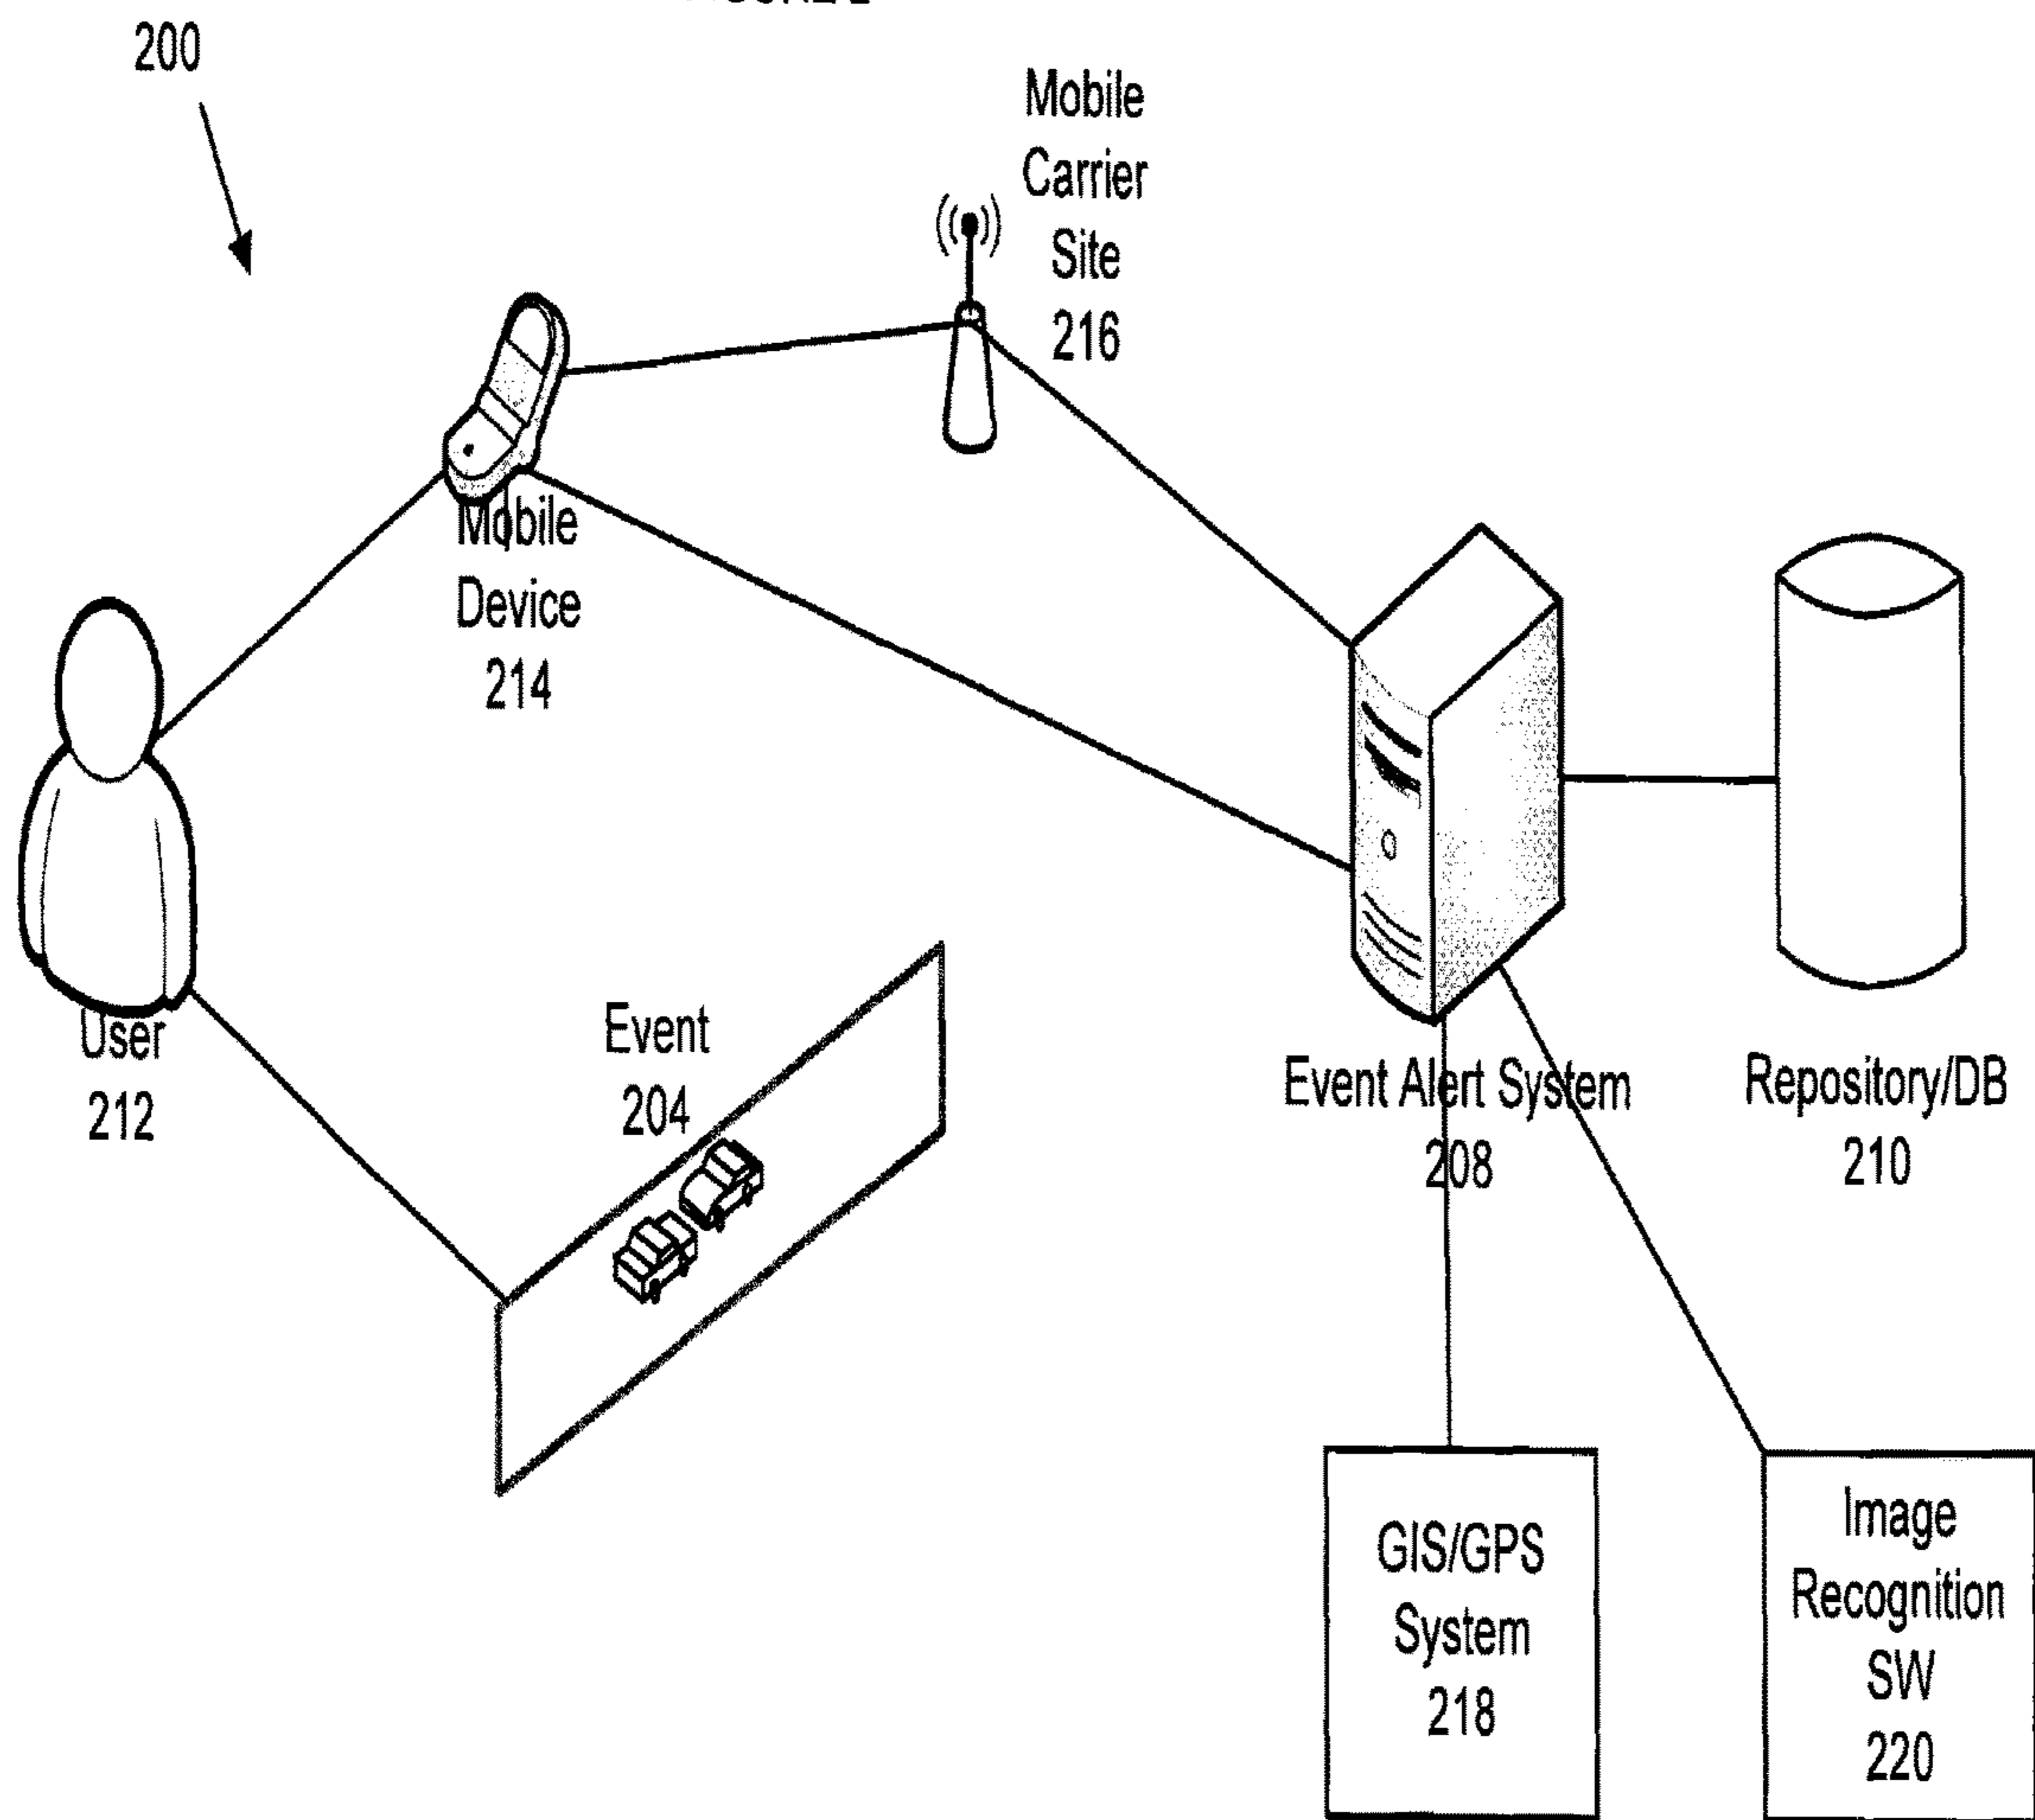 200
Mobile
Carrier
Site
216
Mobile
Device
214
User
212
Event
204
Event Alert System
208
Repository/DB
210
GIS/GPS
System
218
Image
Recognition
SW
220